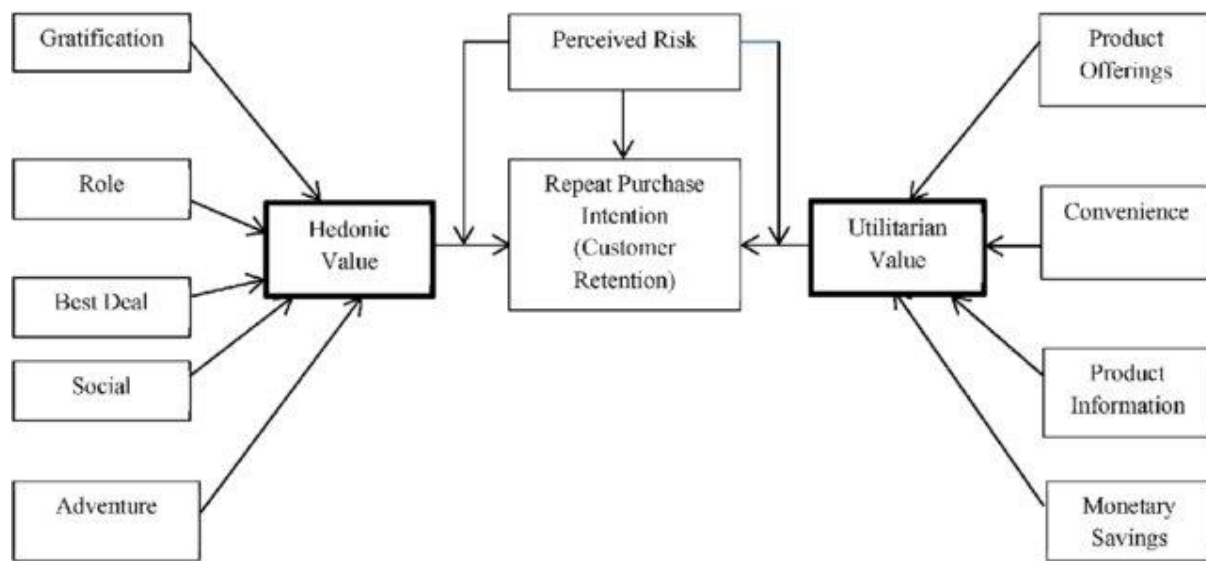 Gratification
Perceived Risk
Product
Offerings
Role
Repeat Purchase
Intention
(Customer
Retention)
Convenience
Hedonic
Value
Utilitarian
Value
Best Deal
Social
Product
Information
Adventure
Monetary
Savings